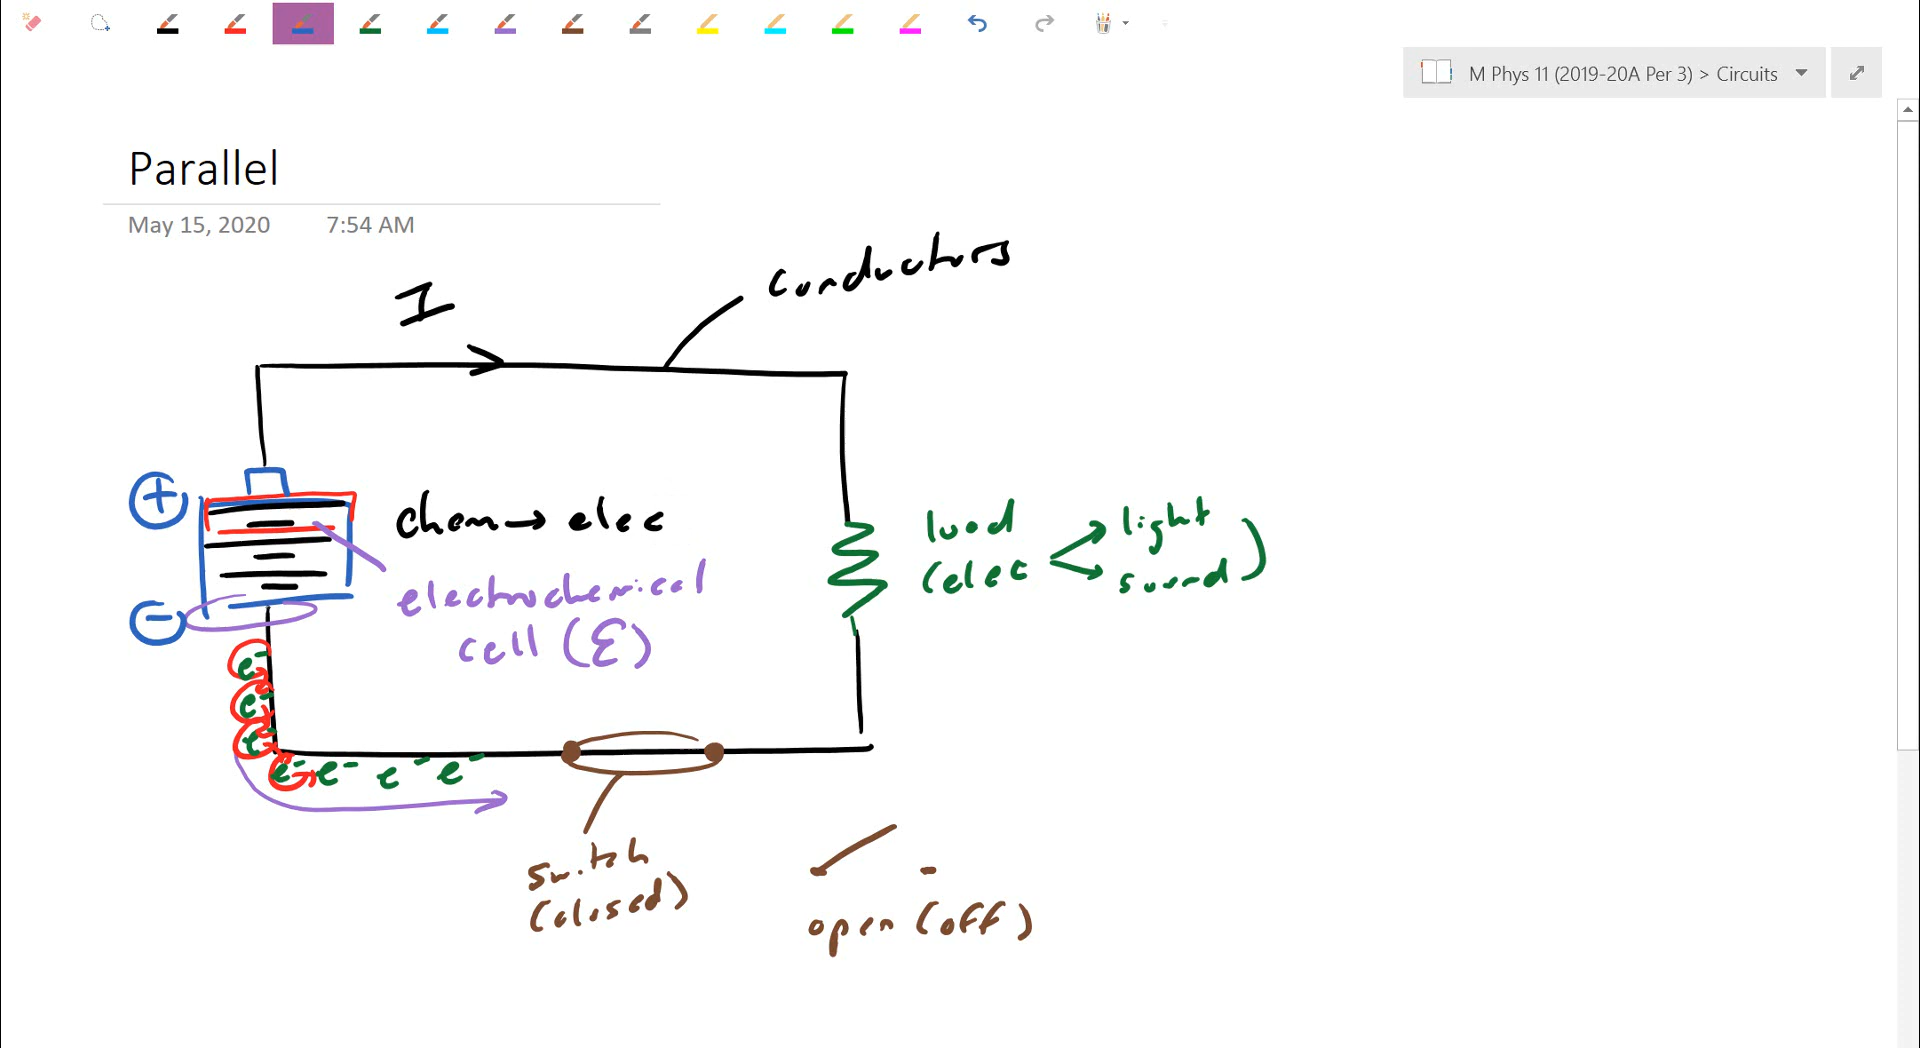 M Phys 11 (2019-20A Per 3) > Circuits
Parallel
May 15, 2020 7:54 AM
I
conductors
+
chem → elec
load
(elec
light
sound)
electrochemical
cell (ℰ)
−
e⁻
e⁻
e⁻
e⁻ e⁻ e⁻ e⁻
switch
(closed)
open (off)